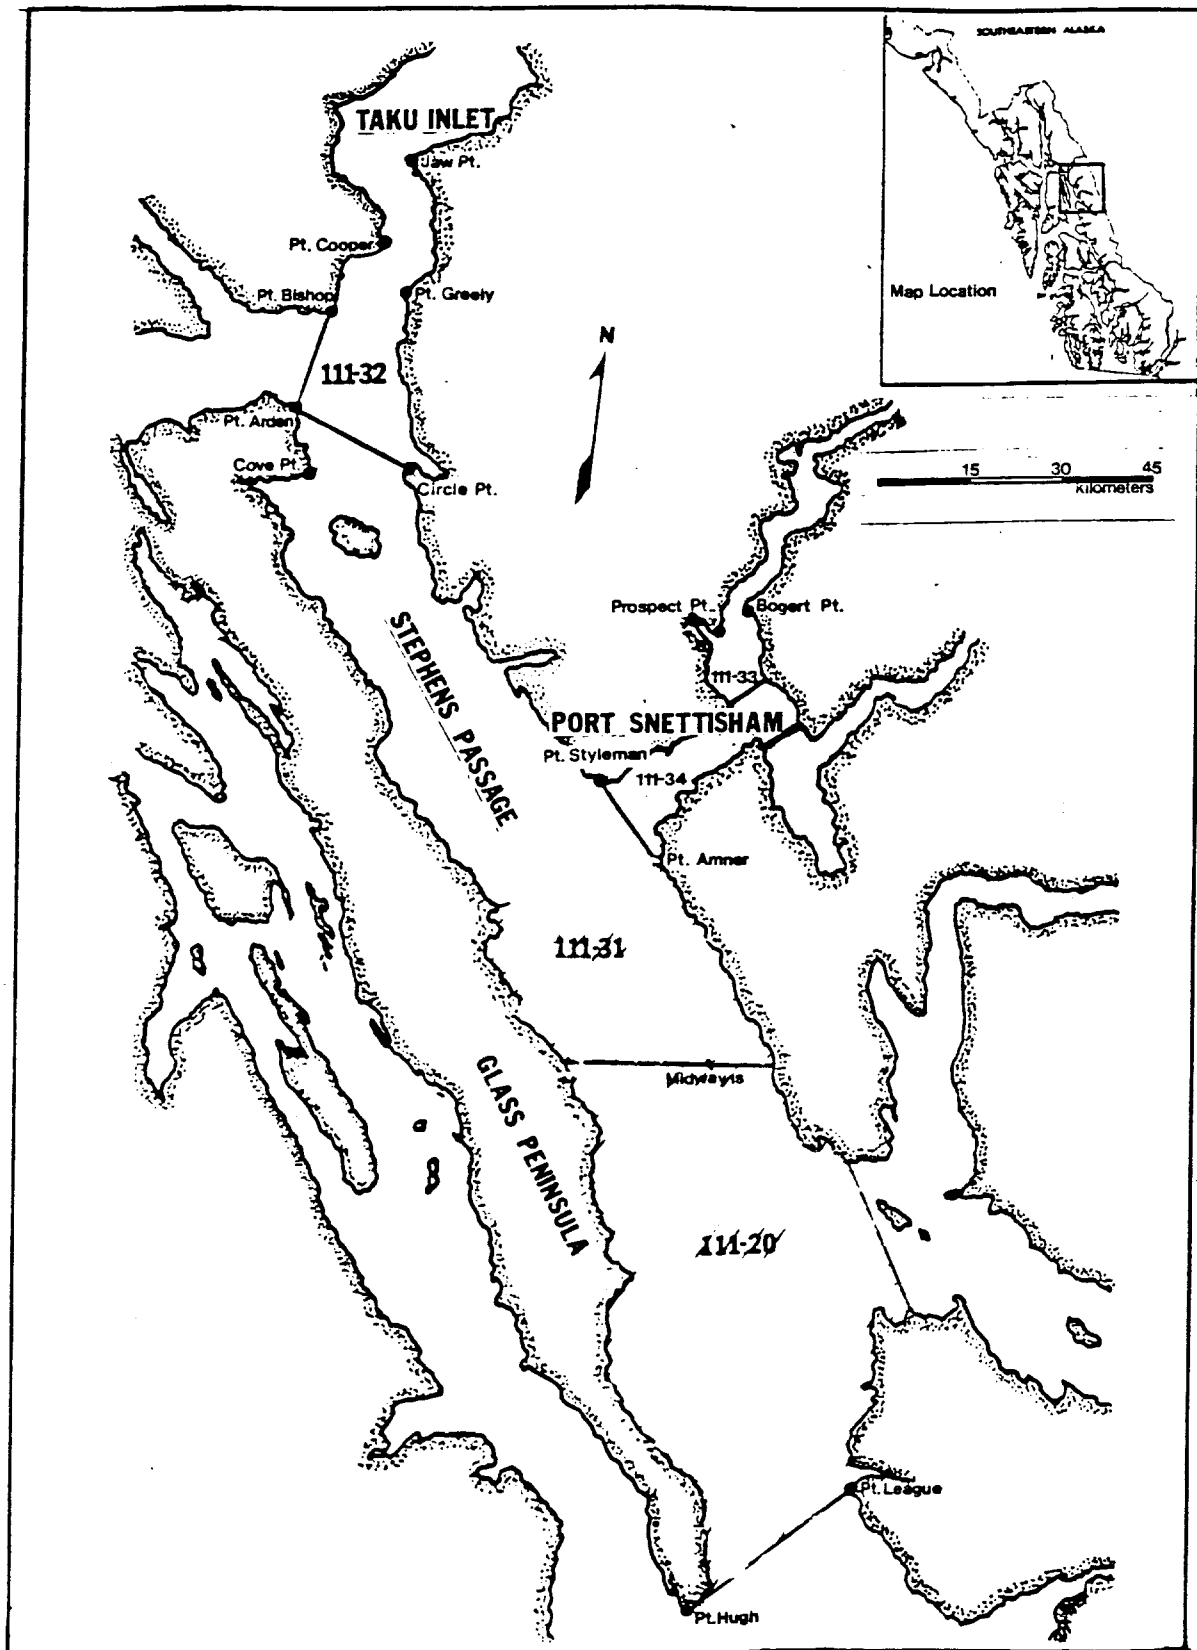 SOUTHEASTERN ALASKA
TAKU INLET
Jaw Pt.
Pt. Cooper
Pt. Bishop
Pt. Greely
Map Location
N
111-32
Pt. Arden
Cove Pt.
Circle Pt.
15 30 45
Kilometers
Prospect Pt.
Bogert Pt.
STEPHENS PASSAGE
111-33
PORT SNETTISHAM
Pt. Styleman
111-34
Pt. Amner
111-31
Midways
GLASS PENINSULA
111-20
Pt. League
Pt. Hugh